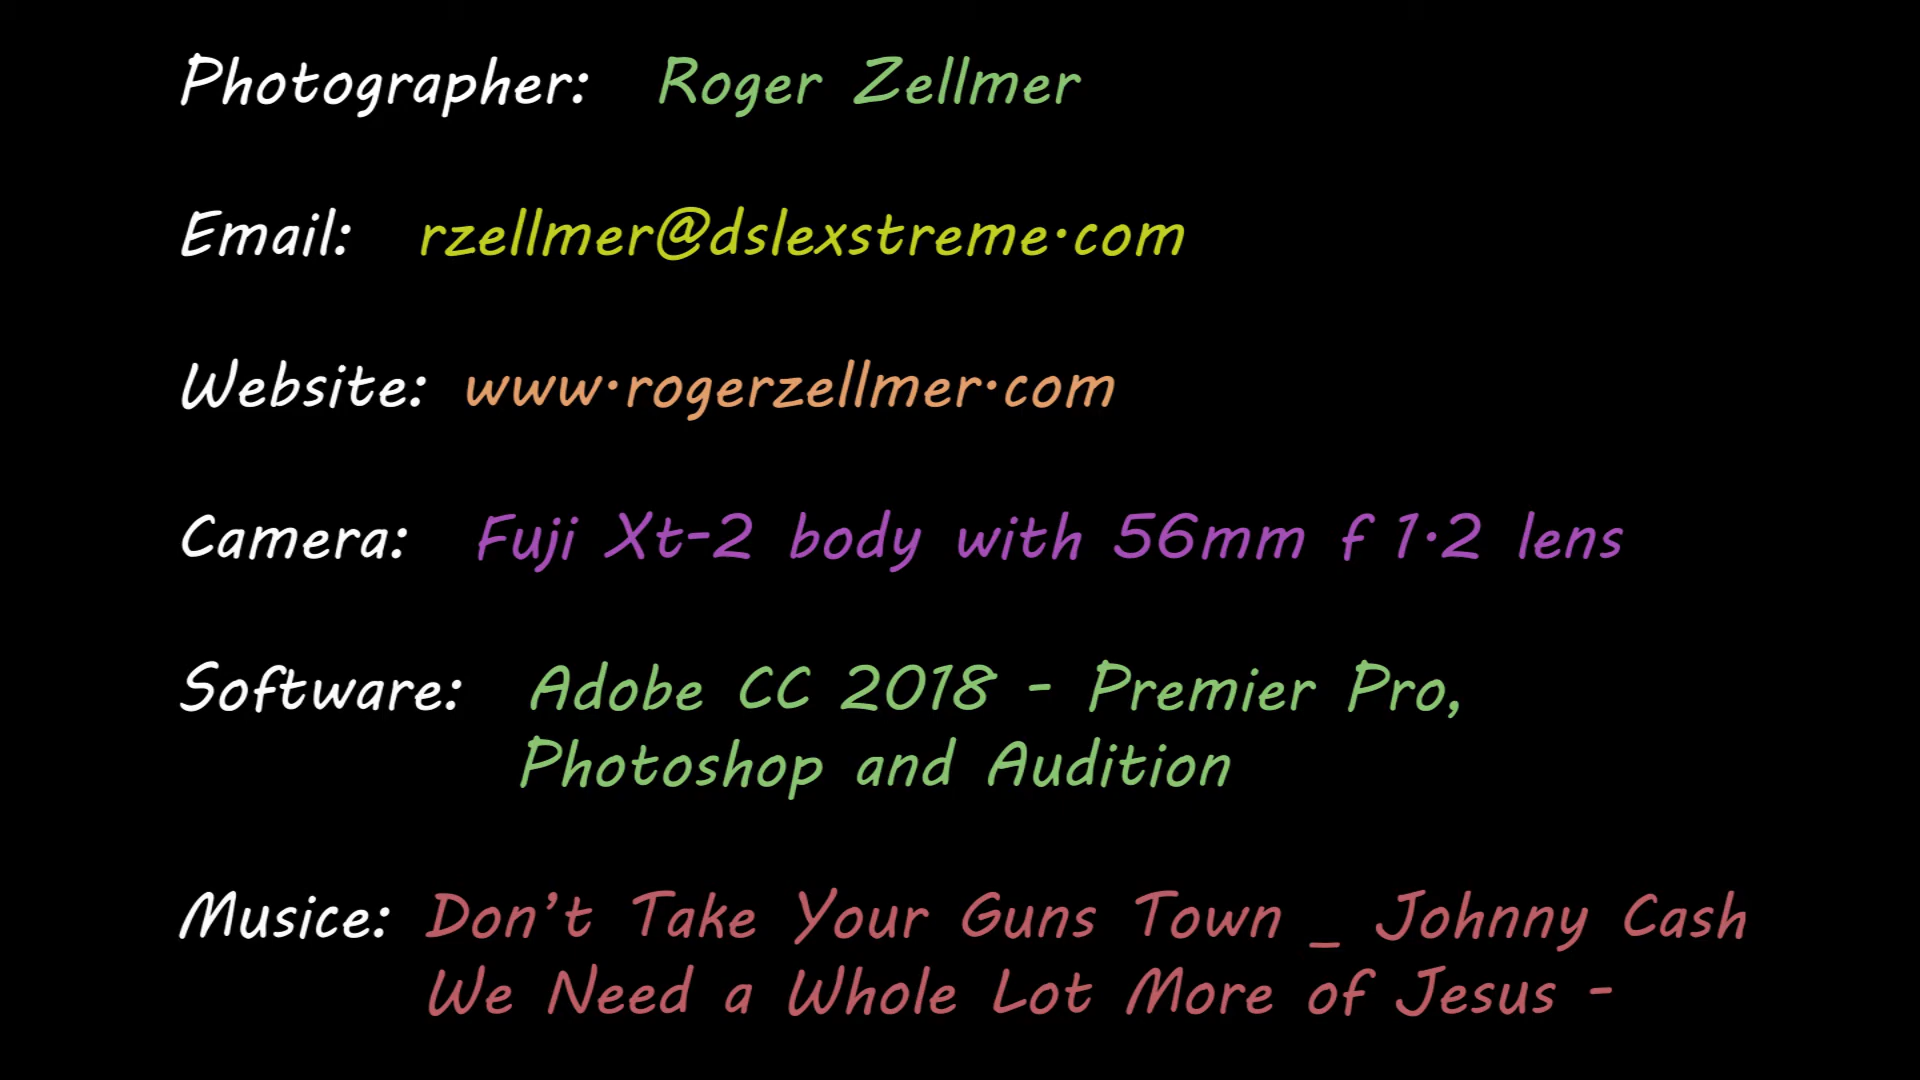 Photographer: Roger Zellmer
Email: rzellmer@dslexstreme.com
Website: www.rogerzellmer.com
Camera: Fuji Xt-2 body with 56mm f 1.2 lens
Software: Adobe CC 2018 - Premier Pro,
Photoshop and Audition
Musice: Don't Take Your Guns Town _ Johnny Cash
We Need a Whole Lot More of Jesus -